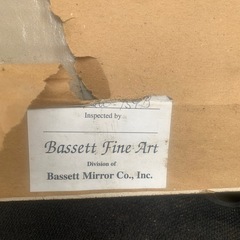 Inspected by
Bassett Fine Art
Division of
Bassett Mirror Co., Inc.